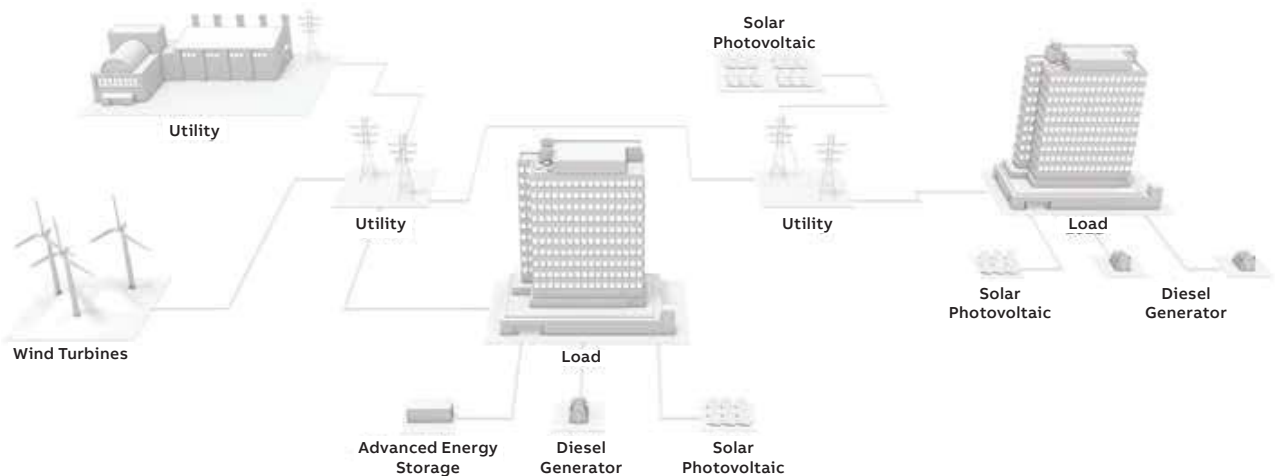 Solar
Photovoltaic
Utility
Utility
Utility
Load
Load
Solar
Photovoltaic
Diesel
Generator
Wind Turbines
Advanced Energy
Storage
Diesel
Generator
Solar
Photovoltaic